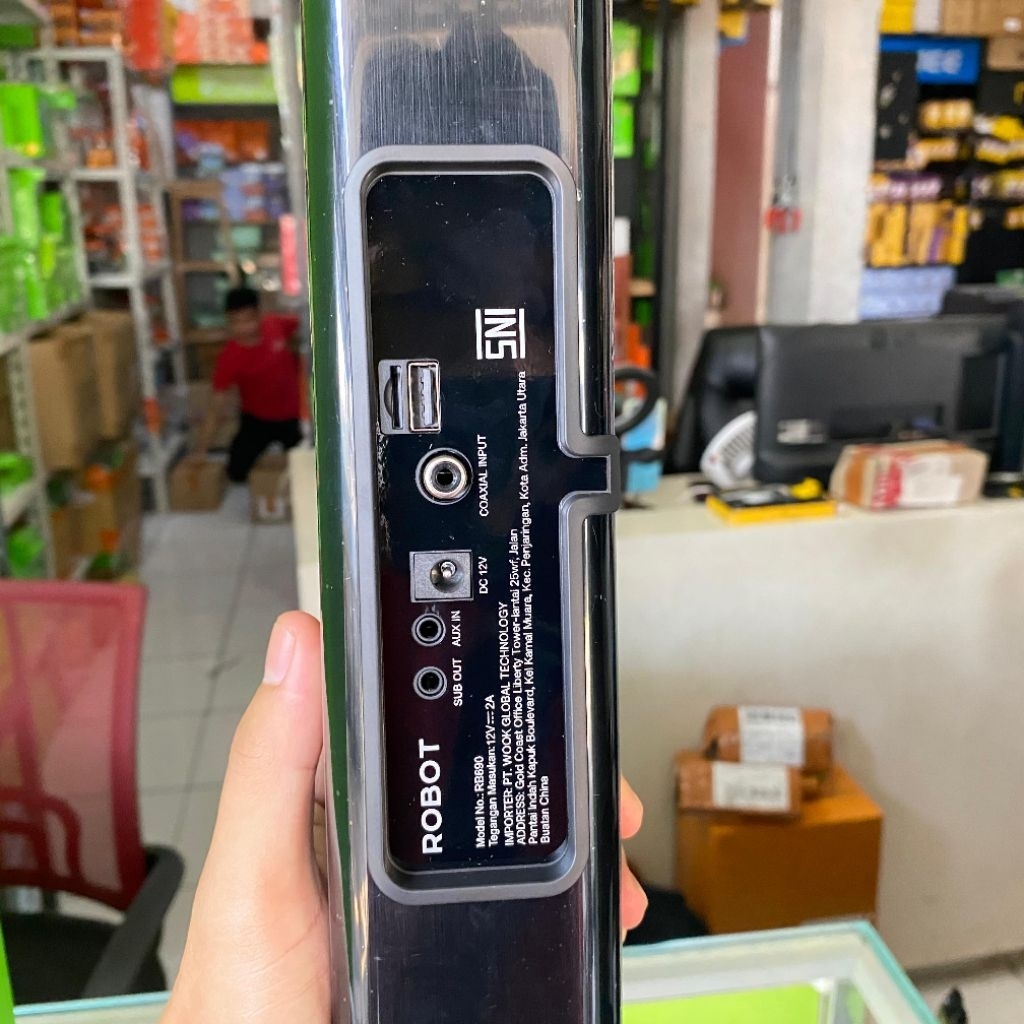 SNI
COAXIAL INPUT
DC 12V
AUX IN
SUB OUT
ROBOT
Model No.: RB690
Tegangan Masukan:12V⎓2A
IMPORTER: PT. WOOK GLOBAL TECHNOLOGY
ADDRESS: Gold Coast Office Liberty Tower-lantai 25wf, Jalan
Pantai Indah Kapuk Boulevard, Kel Kamal Muara, Kec. Penjaringan, Kota Adm. Jakarta Utara
Buatan China